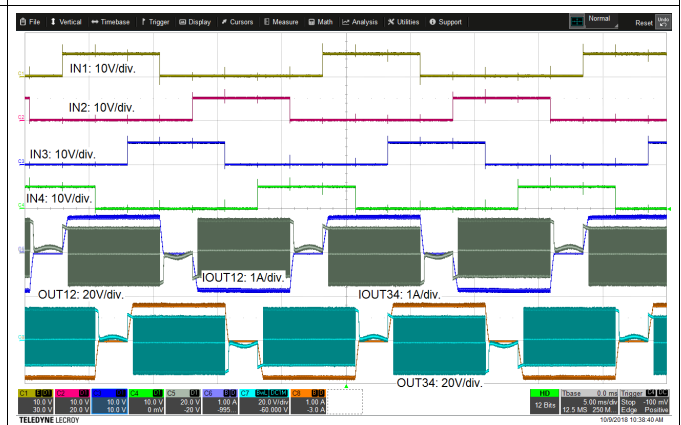 File Vertical Timebase Trigger Display Cursors Measure Math Analysis Utilities Support Normal Reset Undo
IN1: 10V/div.
IN2: 10V/div.
IN3: 10V/div.
IN4: 10V/div.
IOUT12: 1A/div.
OUT12: 20V/div.
IOUT34: 1A/div.
OUT34: 20V/div.
C1 C2 C3 C4 C5 C6 C7 C8 HD Tbase 0.0 ms Trigger
10.0 V 10.0 V 10.0 V 10.0 V 20.0 V 1.00 A 20.0 V/div 1.00 A 12 Bits 5.00 ms/div Stop -100 mV
30.0 V 20.0 V 10.0 V 0 mV -20 V -995... -60.000 V -3.0 A 12.5 MS 250 M... Edge Positive
TELEDYNE LECROY 10/9/2018 10:38:40 AM